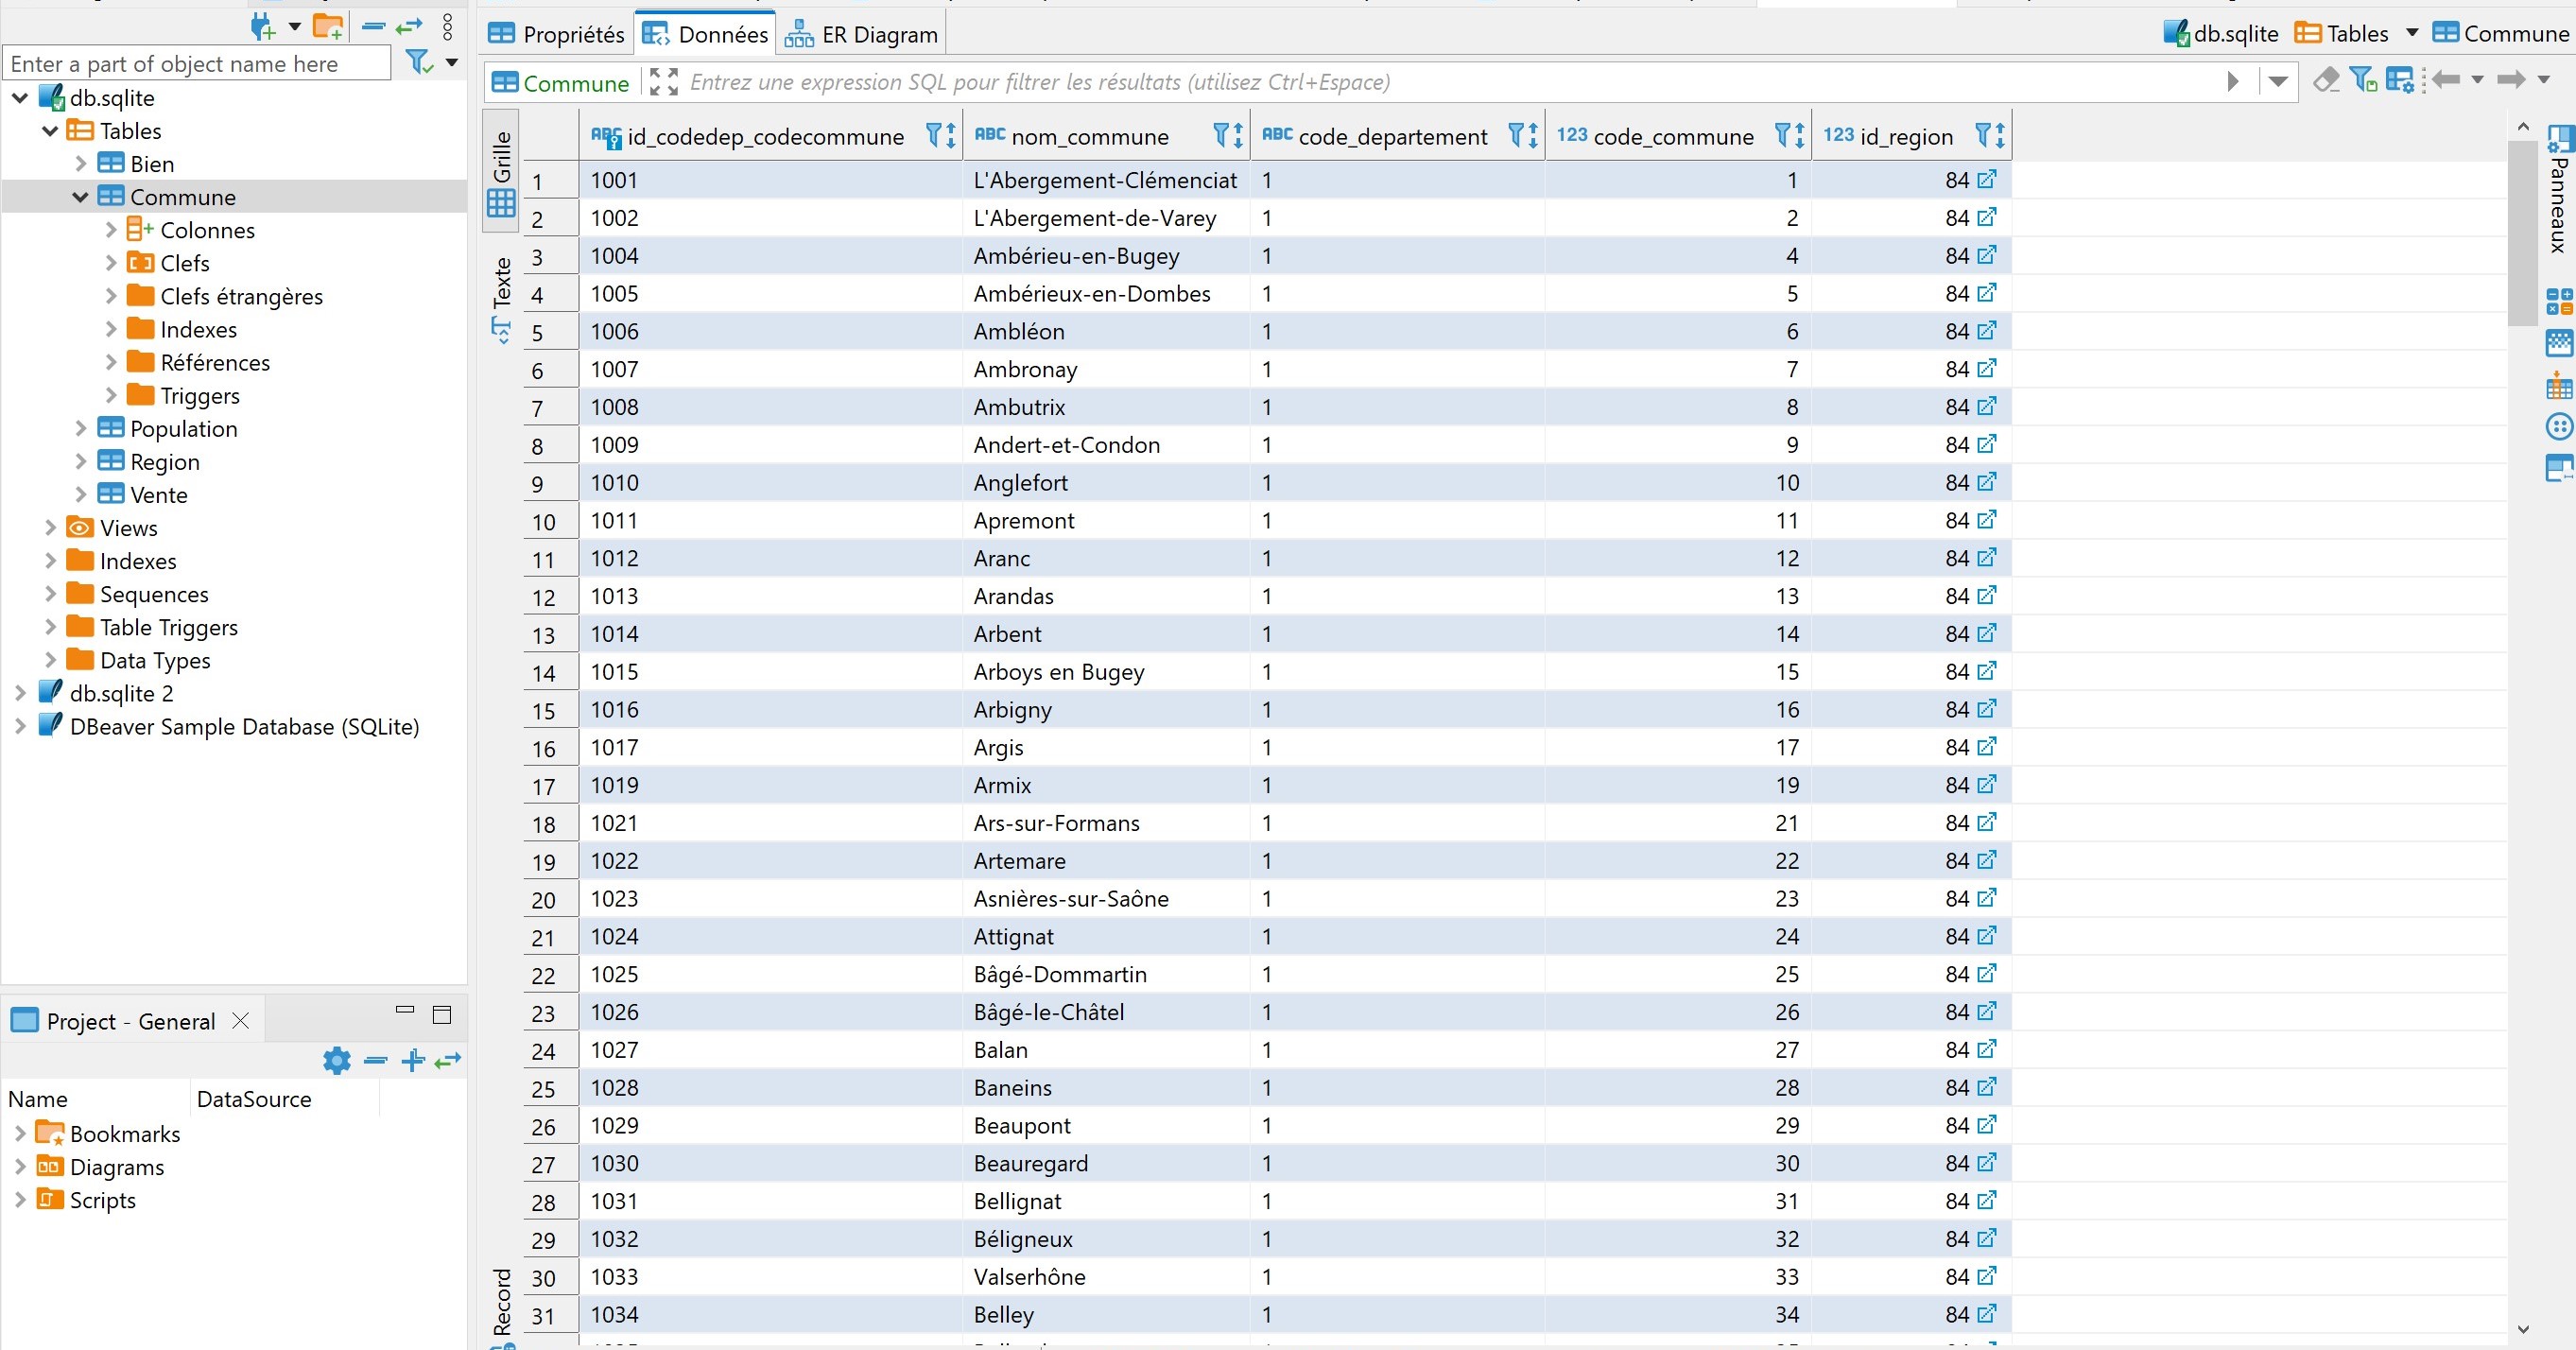 Propriétés Données ER Diagram db.sqlite Tables Commune
Enter a part of object name here
Commune Entrez une expression SQL pour filtrer les résultats (utilisez Ctrl+Espace)
db.sqlite
Tables
Bien
Commune
Colonnes
Clefs
Clefs étrangères
Indexes
Références
Triggers
Population
Region
Vente
Views
Indexes
Sequences
Table Triggers
Data Types
db.sqlite 2
DBeaver Sample Database (SQLite)
Project - General
Name DataSource
Bookmarks
Diagrams
Scripts
Grille
Texte
Record
ABC id_codedep_codecommune ABC nom_commune ABC code_departement 123 code_commune 123 id_region
1 1001 L'Abergement-Clémenciat 1 1 84
2 1002 L'Abergement-de-Varey 1 2 84
3 1004 Ambérieu-en-Bugey 1 4 84
4 1005 Ambérieux-en-Dombes 1 5 84
5 1006 Ambléon 1 6 84
6 1007 Ambronay 1 7 84
7 1008 Ambutrix 1 8 84
8 1009 Andert-et-Condon 1 9 84
9 1010 Anglefort 1 10 84
10 1011 Apremont 1 11 84
11 1012 Aranc 1 12 84
12 1013 Arandas 1 13 84
13 1014 Arbent 1 14 84
14 1015 Arboys en Bugey 1 15 84
15 1016 Arbigny 1 16 84
16 1017 Argis 1 17 84
17 1019 Armix 1 19 84
18 1021 Ars-sur-Formans 1 21 84
19 1022 Artemare 1 22 84
20 1023 Asnières-sur-Saône 1 23 84
21 1024 Attignat 1 24 84
22 1025 Bâgé-Dommartin 1 25 84
23 1026 Bâgé-le-Châtel 1 26 84
24 1027 Balan 1 27 84
25 1028 Baneins 1 28 84
26 1029 Beaupont 1 29 84
27 1030 Beauregard 1 30 84
28 1031 Bellignat 1 31 84
29 1032 Béligneux 1 32 84
30 1033 Valserhône 1 33 84
31 1034 Belley 1 34 84
Panneaux